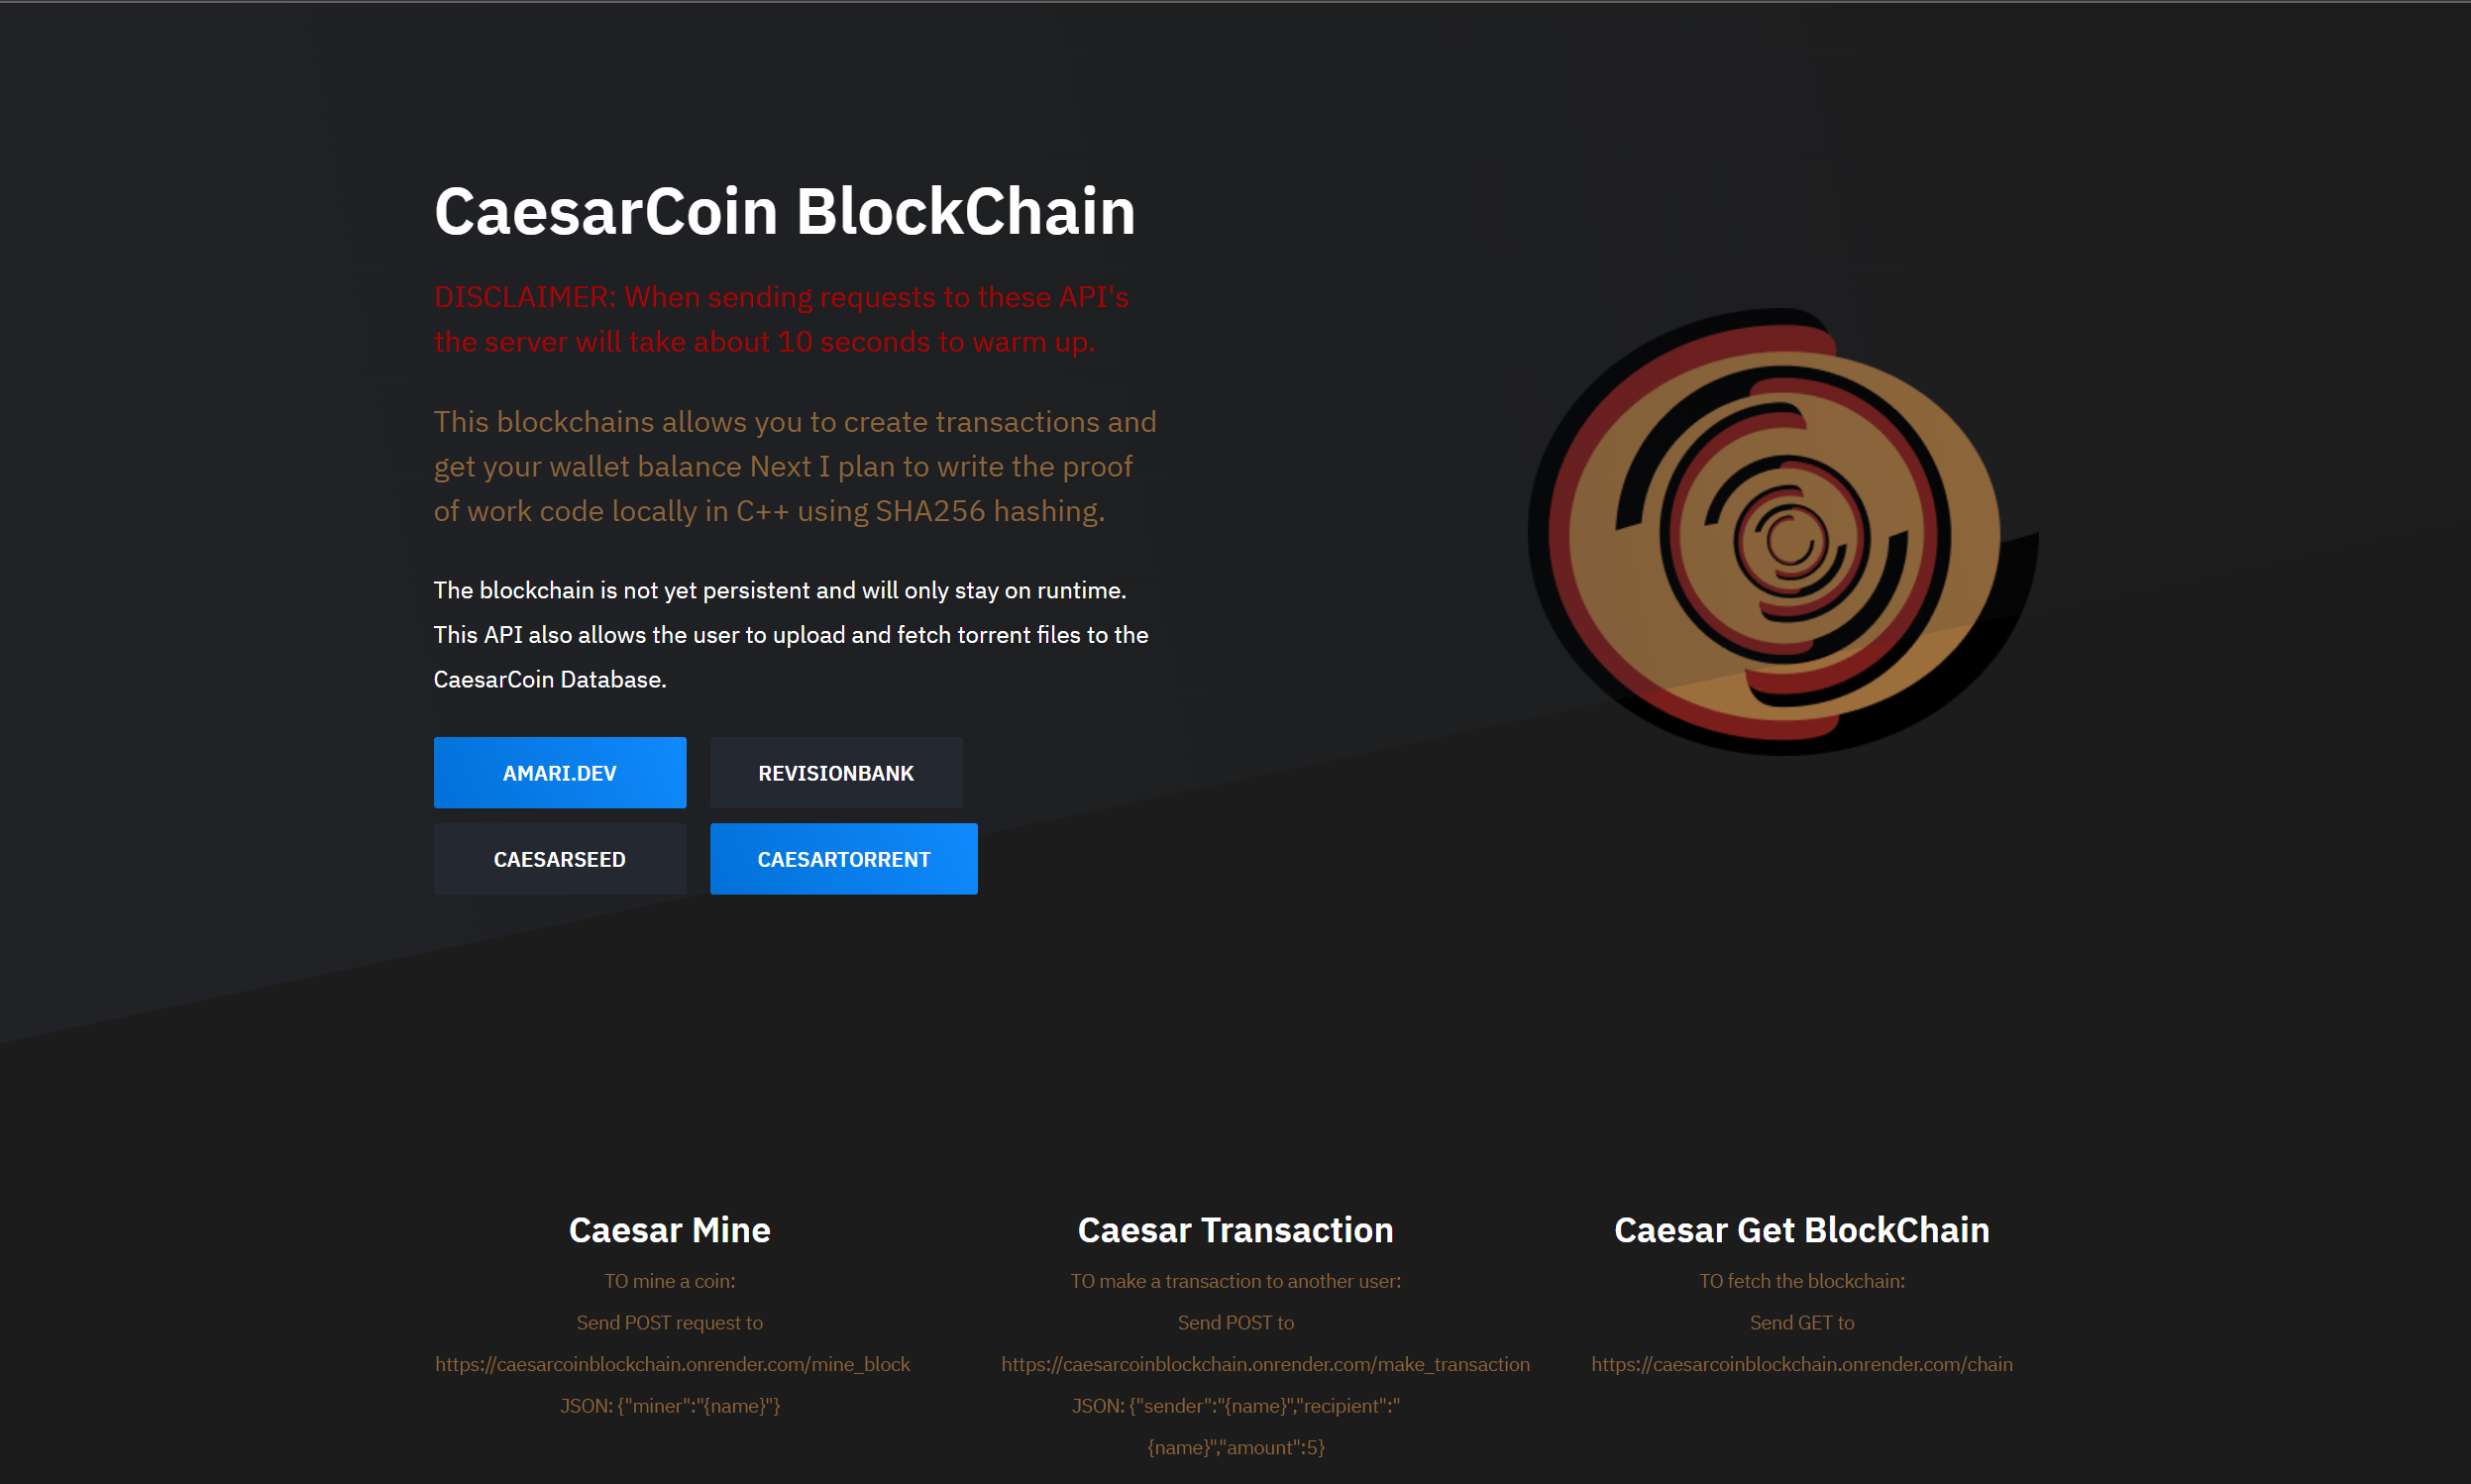 CaesarCoin BlockChain
DISCLAIMER: When sending requests to these API's
the server will take about 10 seconds to warm up.
This blockchains allows you to create transactions and
get your wallet balance Next I plan to write the proof
of work code locally in C++ using SHA256 hashing.
The blockchain is not yet persistent and will only stay on runtime.
This API also allows the user to upload and fetch torrent files to the
CaesarCoin Database.
AMARI.DEV
REVISIONBANK
CAESARSEED
CAESARTORRENT
Caesar Mine
TO mine a coin:
Send POST request to
https://caesarcoinblockchain.onrender.com/mine_block
JSON: {"miner":"{name}"}
Caesar Transaction
TO make a transaction to another user:
Send POST to
https://caesarcoinblockchain.onrender.com/make_transaction
JSON: {"sender":"{name}","recipient":"
{name}","amount":5}
Caesar Get BlockChain
TO fetch the blockchain:
Send GET to
https://caesarcoinblockchain.onrender.com/chain